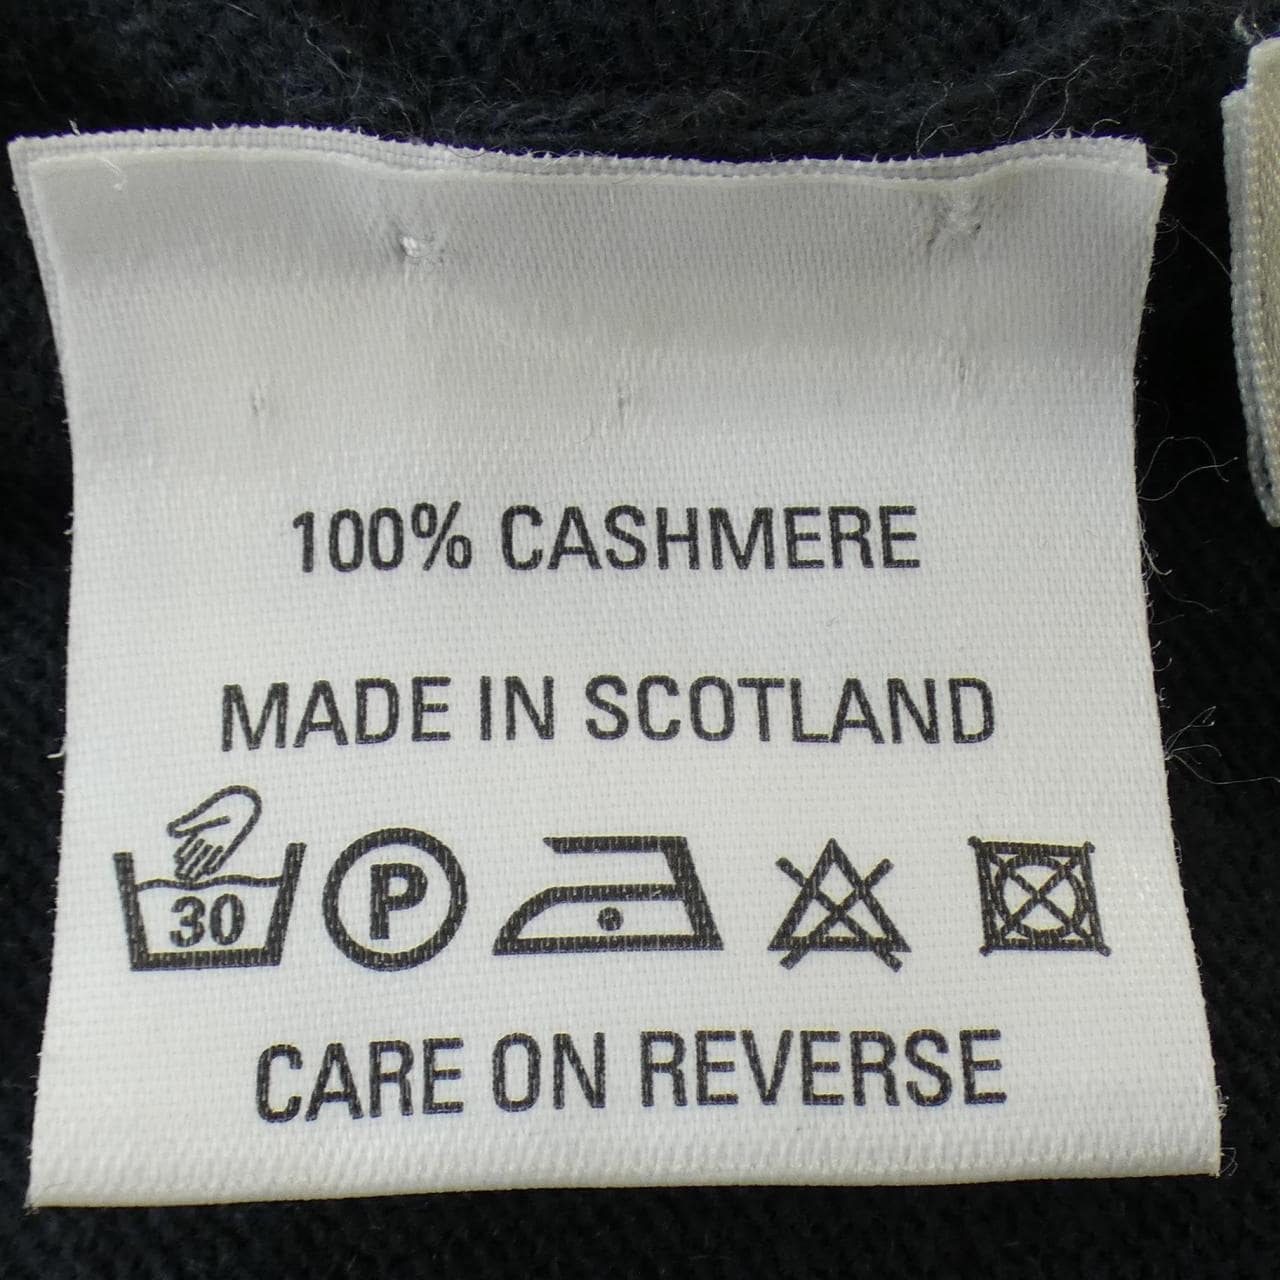 100% CASHMERE
MADE IN SCOTLAND
30 P
CARE ON REVERSE